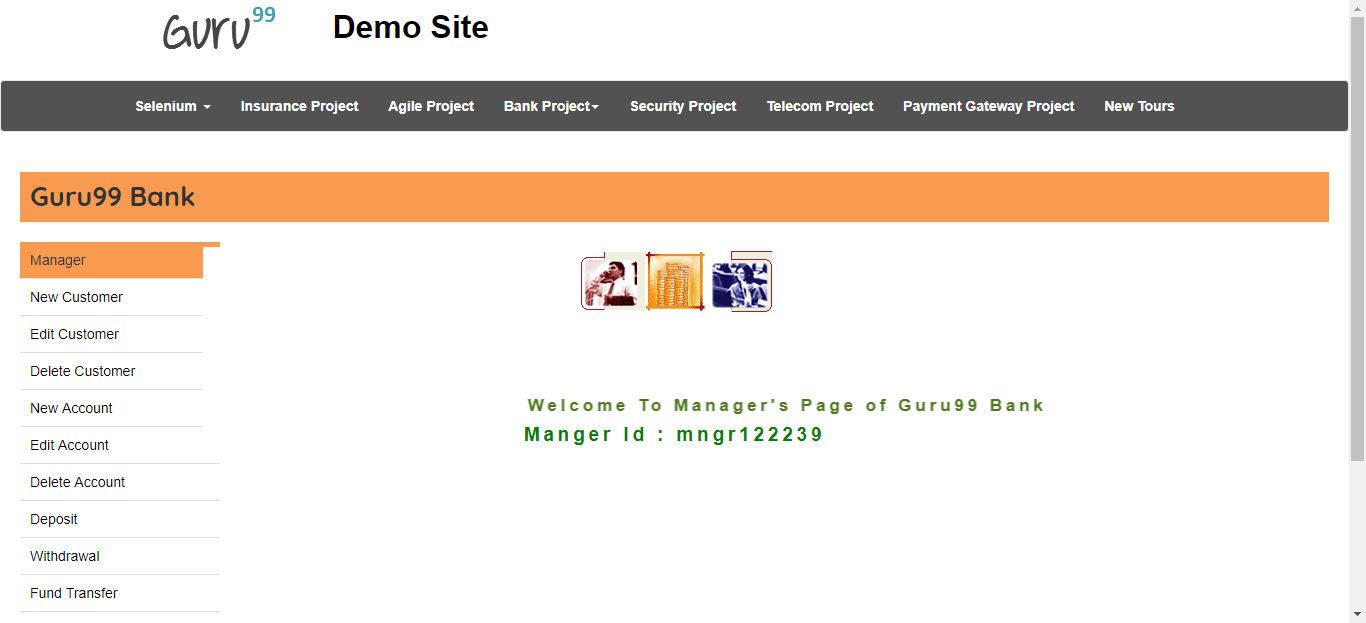 Guru99 Demo Site
Selenium Insurance Project Agile Project Bank Project Security Project Telecom Project Payment Gateway Project New Tours
Guru99 Bank
Manager
New Customer
Edit Customer
Delete Customer
New Account
Edit Account
Delete Account
Deposit
Withdrawal
Fund Transfer
Welcome To Manager's Page of Guru99 Bank
Manger Id : mngr122239